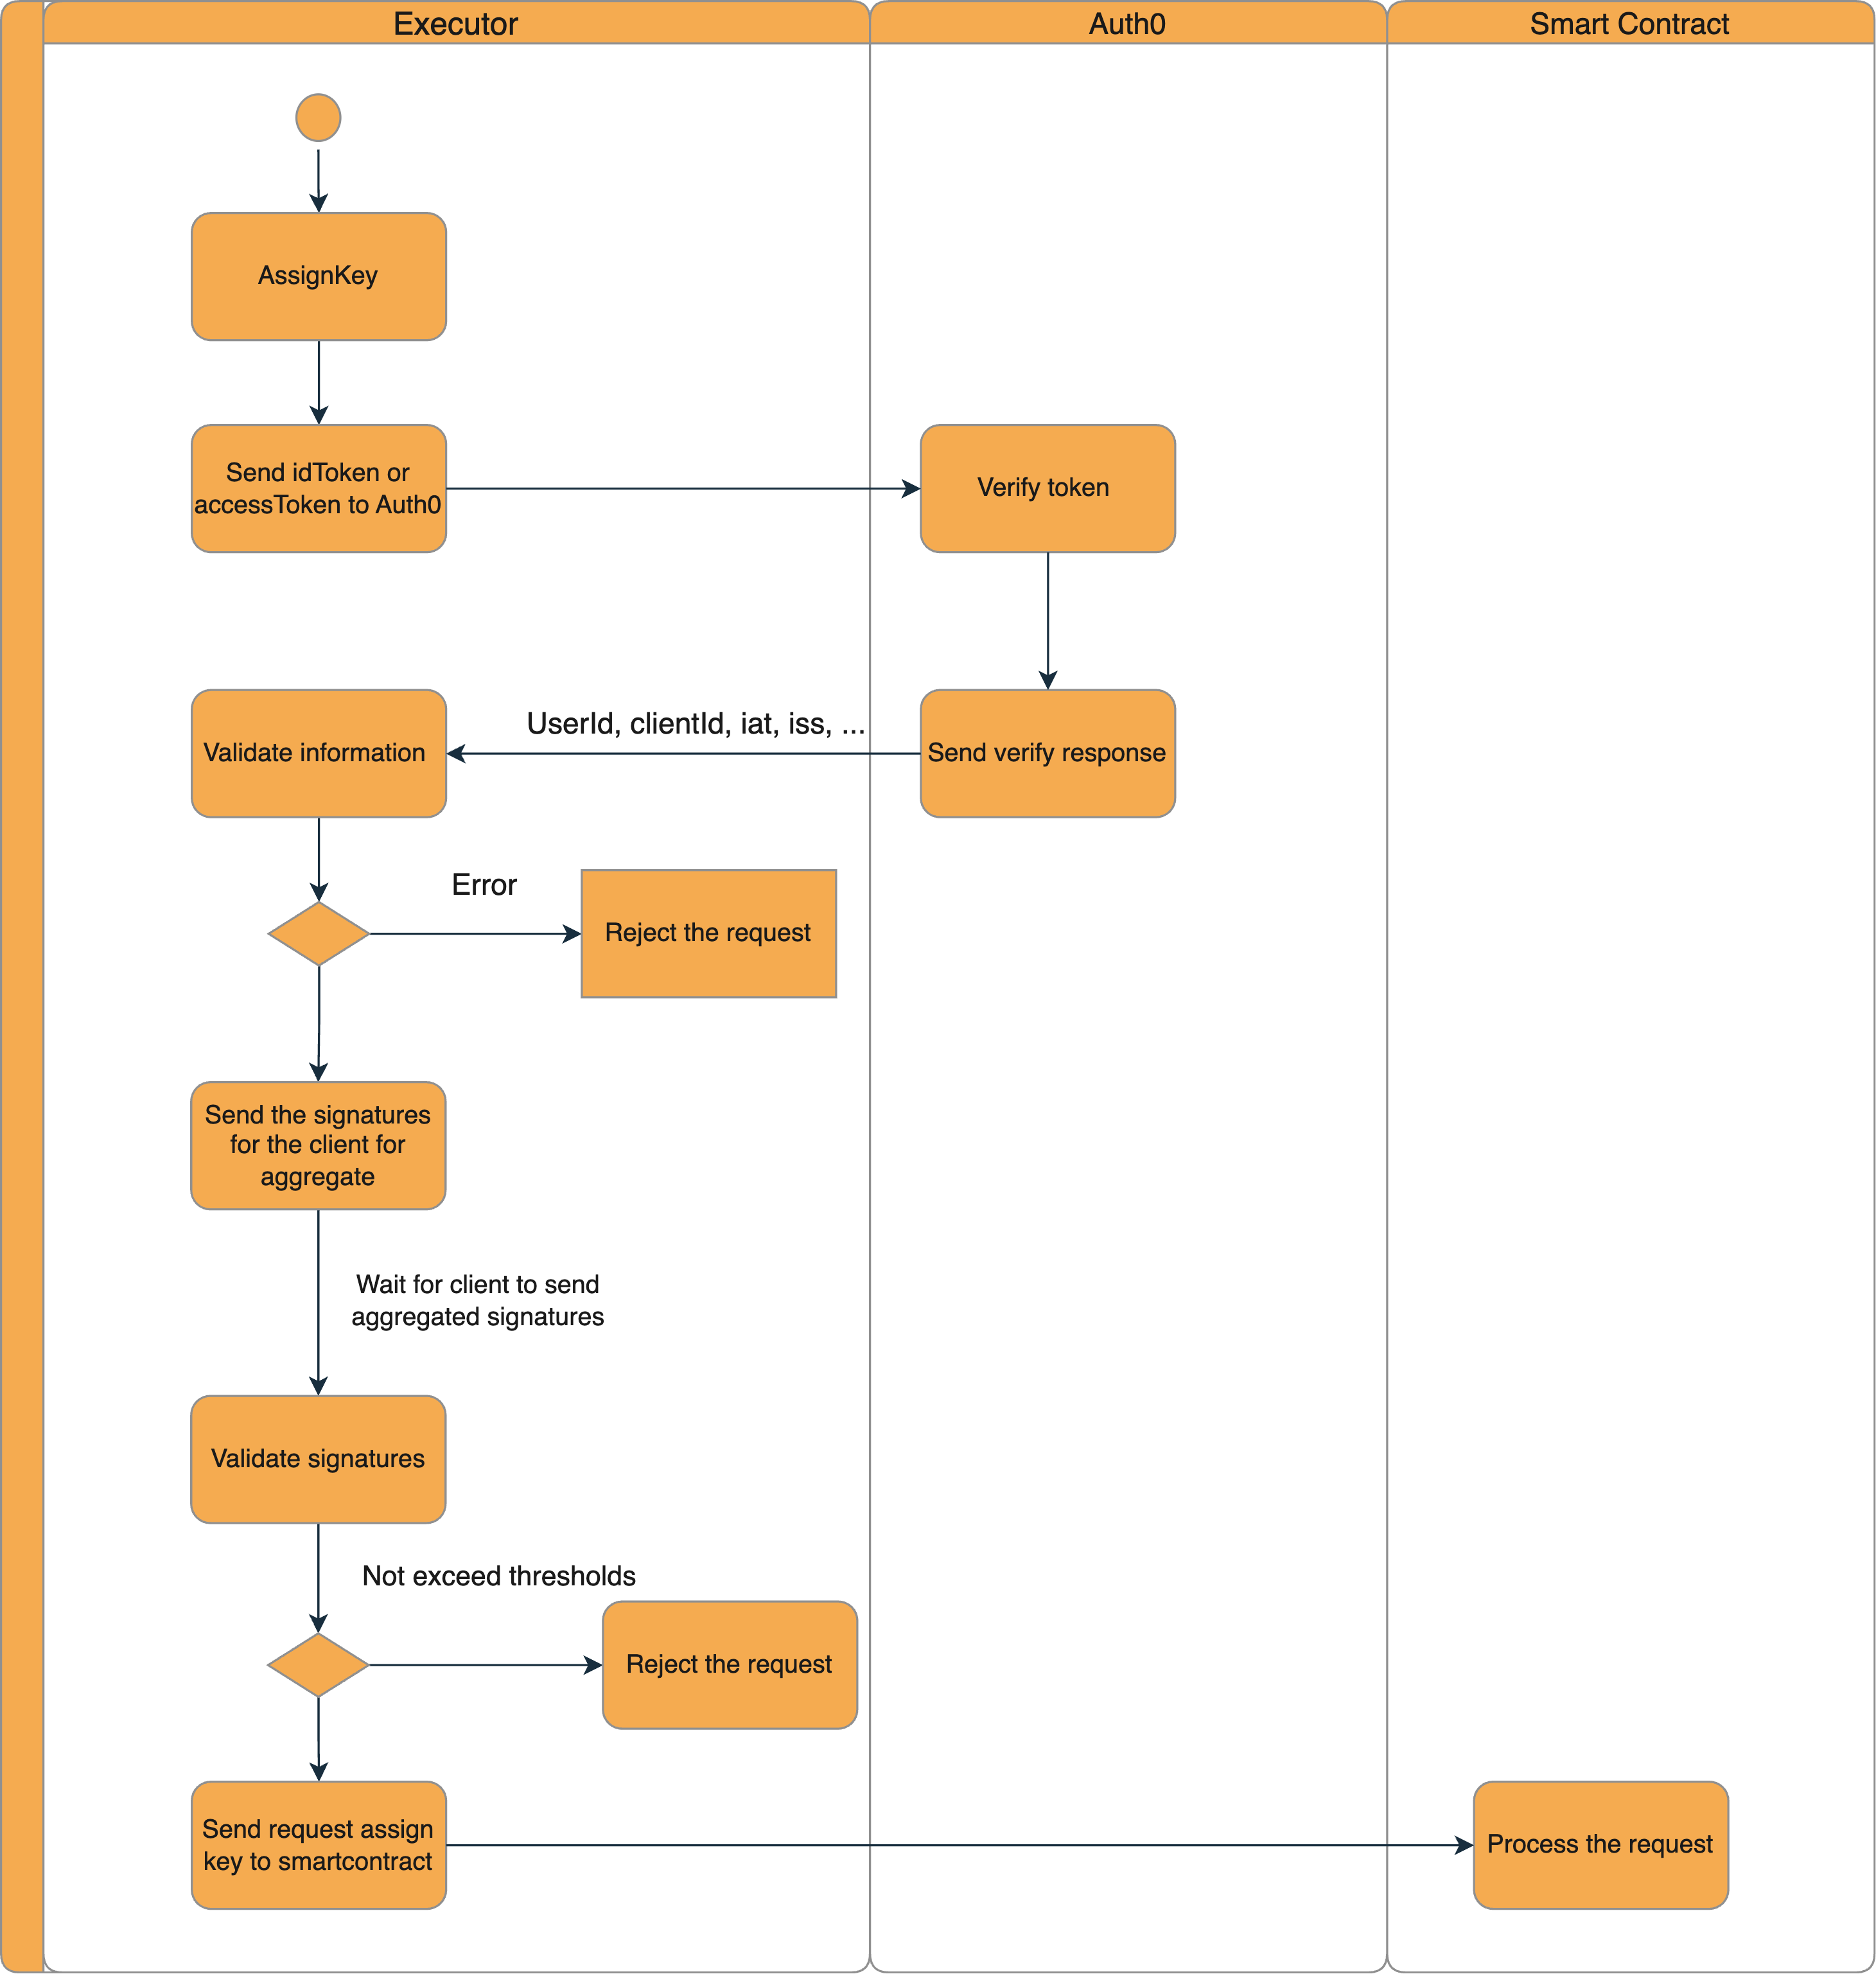 Executor
Auth0
Smart Contract
AssignKey
Send idToken or
accessToken to Auth0
Verify token
UserId, clientId, iat, iss, ...
Validate information
Send verify response
Error
Reject the request
Send the signatures
for the client for
aggregate
Wait for client to send
aggregated signatures
Validate signatures
Not exceed thresholds
Reject the request
Send request assign
key to smartcontract
Process the request